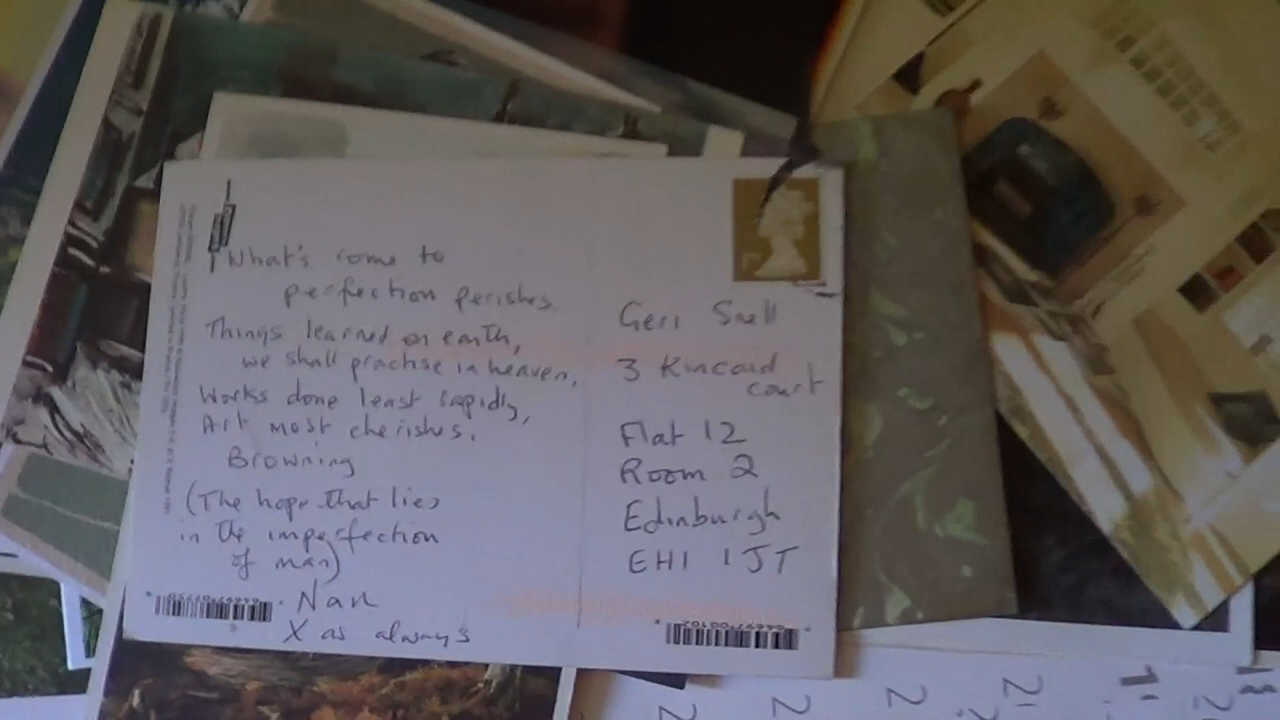 What's come to
perfection perishes.
Things learned on earth,
we shall practise in heaven,
Works done least rapidly,
Art most cherishes.
Browning
(The hope that lies
in the imperfection
of man)
Nan
X as always
Geri Snell
3 Kincaid
court
Flat 12
Room 2
Edinburgh
EH1 1JT